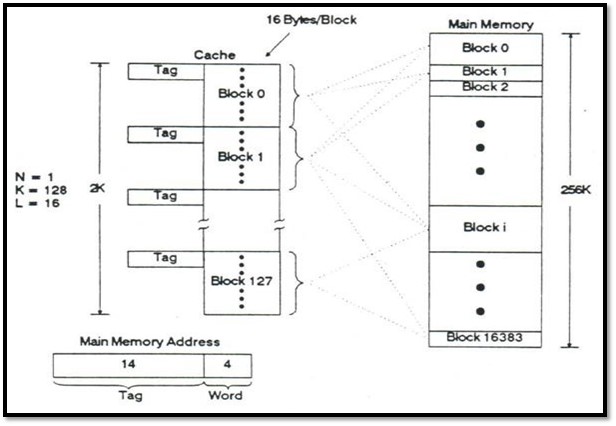 16 Bytes/Block
Main Memory
Cache
Tag
Block 0
Tag
Block 1
Tag
Tag
Block 127
N = 1
K = 128
L = 16
2K
Block 0
Block 1
Block 2
Block i
Block 16383
256K
Main Memory Address
14
4
Tag
Word